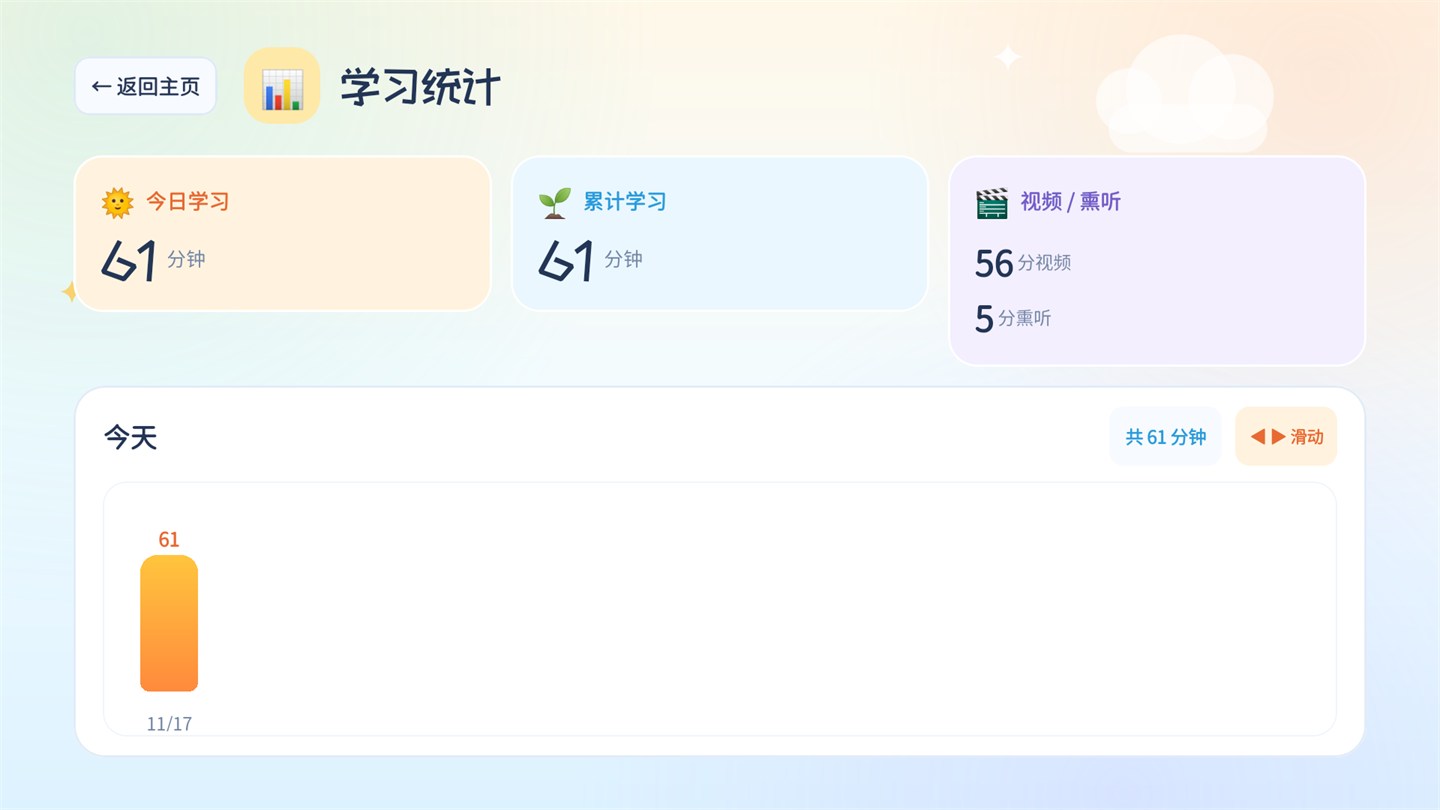 ← 返回主页
学习统计
今日学习
61 分钟
累计学习
61 分钟
视频 / 熏听
56 分视频
5 分熏听
今天
共 61 分钟
◀ ▶ 滑动
61
11/17